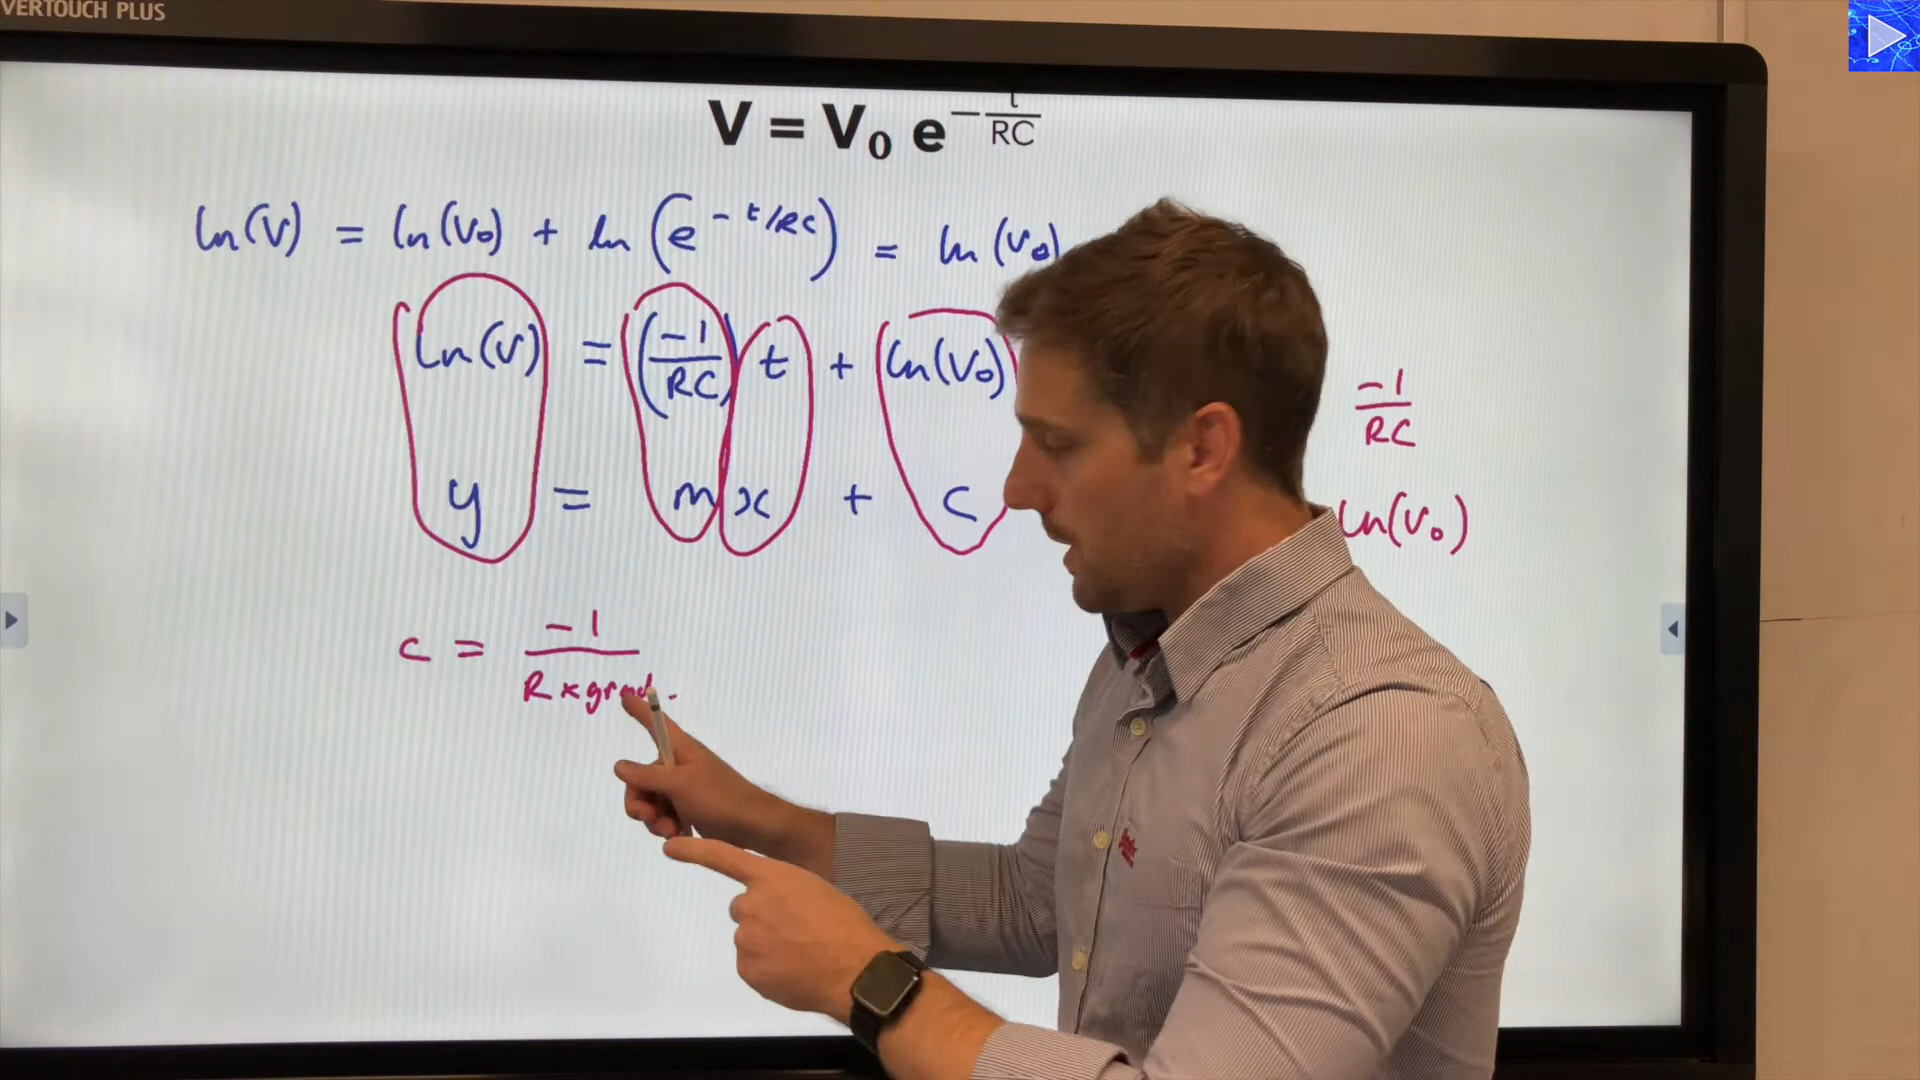 VERTOUCH PLUS
V = V₀ e^(-t/RC)
ln(V) = ln(V₀) + ln(e^(-t/RC)) = ln(V₀)
ln(V) = (-1/RC) t + ln(V₀)
-1/RC
y = mx + c
ln(V₀)
c = -1/(R × grad.)